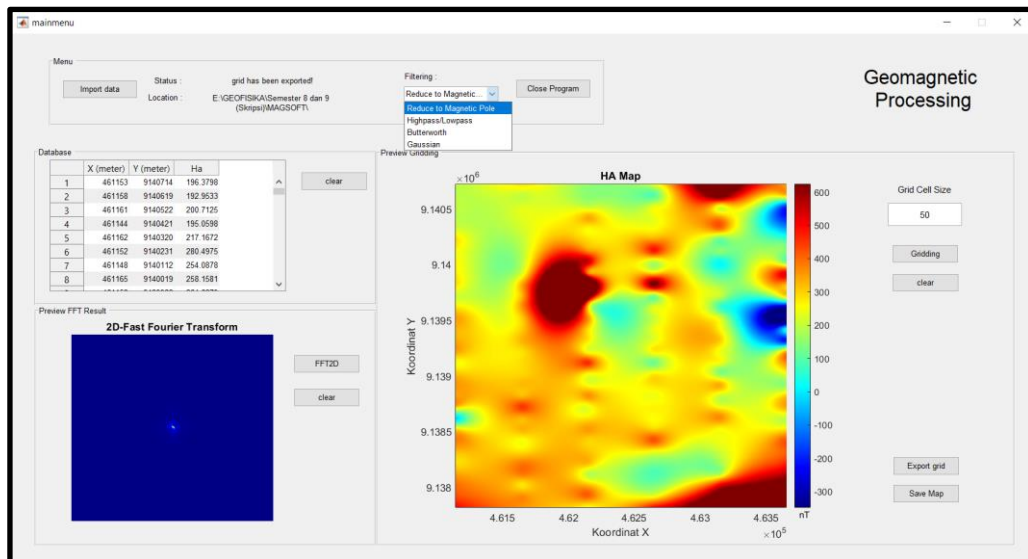 mainmenu
Menu
Import data
Status :
grid has been exported!
Location :
E:\GEOFISIKA\Semester 8 dan 9
(Skripsi)\MAGSOFT\
Filtering :
Reduce to Magnetic...
Reduce to Magnetic Pole
Highpass/Lowpass
Butterworth
Gaussian
Close Program
Geomagnetic
Processing
Database
X (meter) Y (meter) Ha
1 461153 9140714 196.3798
2 461158 9140619 192.9533
3 461161 9140522 200.7125
4 461144 9140421 195.0598
5 461162 9140320 217.1672
6 461152 9140231 280.4975
7 461148 9140112 254.0878
8 461165 9140019 258.1581
clear
Preview FFT Result
2D-Fast Fourier Transform
FFT2D
clear
Preview Gridding
HA Map
×10⁶
9.1405
9.14
9.1395
9.139
9.1385
9.138
Koordinat Y
4.615 4.62 4.625 4.63 4.635
×10⁵
Koordinat X
600
500
400
300
200
100
0
-100
-200
-300
nT
Grid Cell Size
50
Gridding
clear
Export grid
Save Map